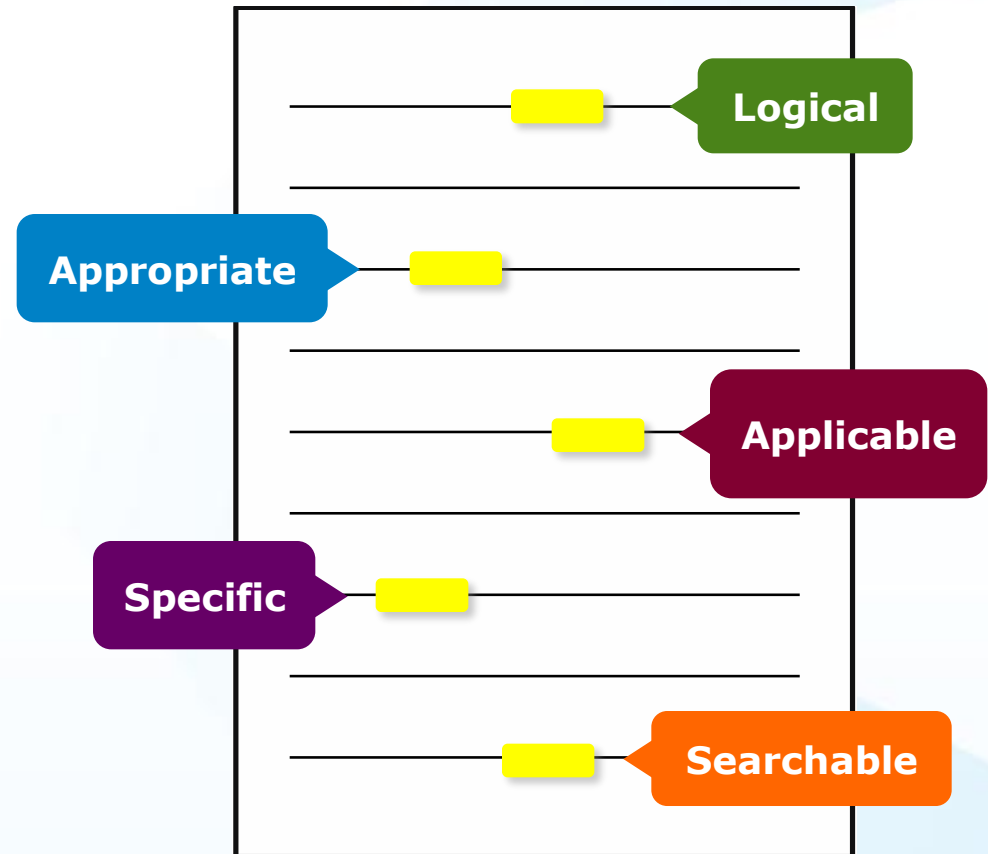 Logical
Appropriate
Applicable
Specific
Searchable